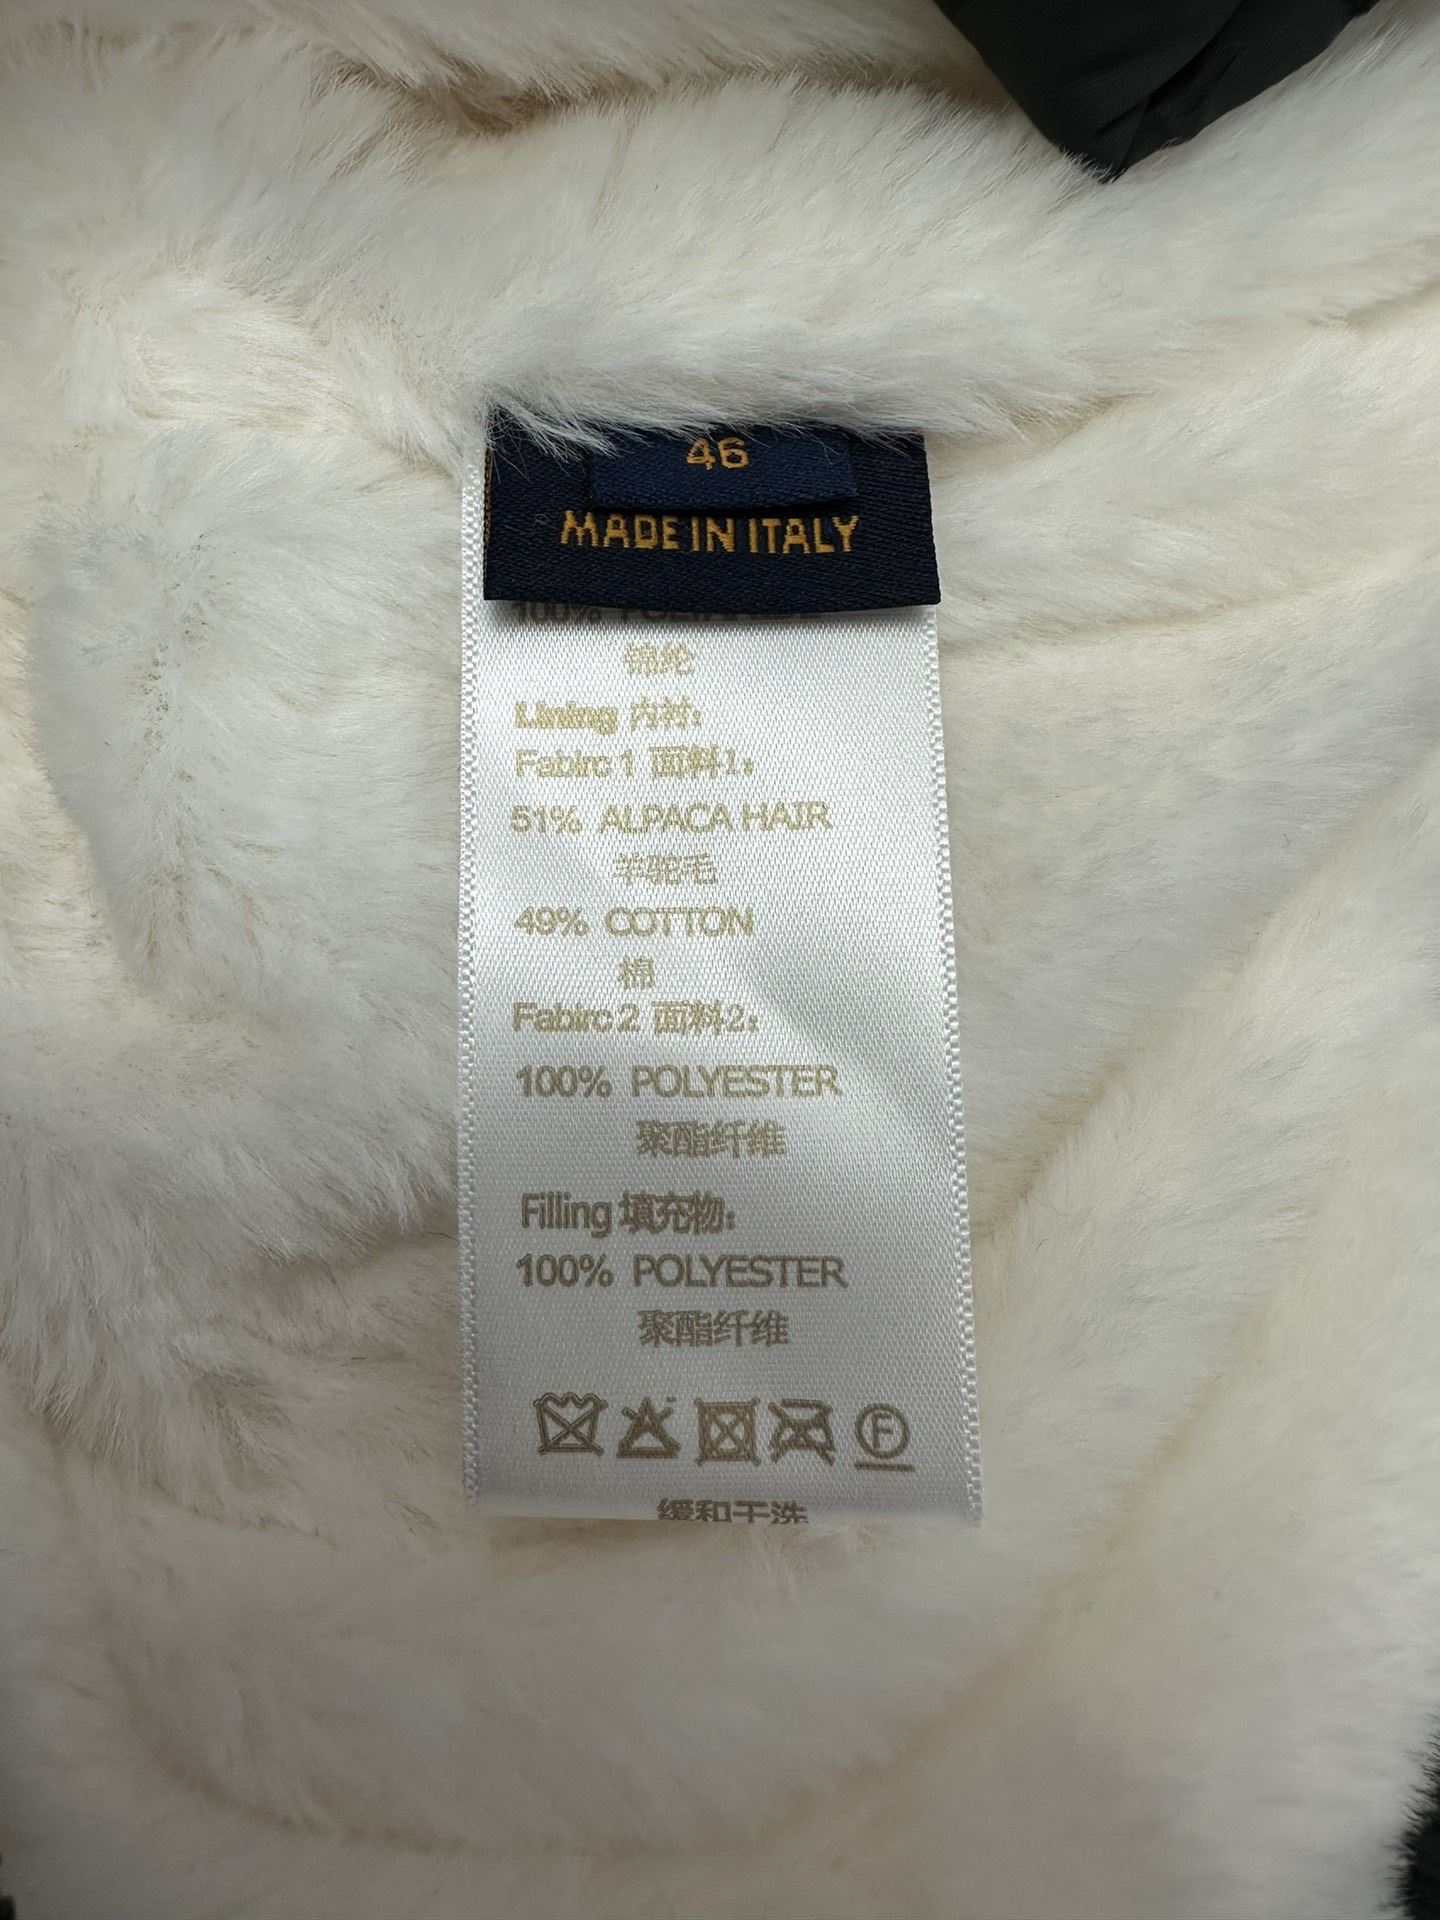 46
MADE IN ITALY
100%
锦纶
Lining 内衬:
Fabirc 1 面料1:
51% ALPACA HAIR
羊驼毛
49% COTTON
棉
Fabirc 2 面料2:
100% POLYESTER
聚酯纤维
Filling 填充物:
100% POLYESTER
聚酯纤维
F
缓和干洗